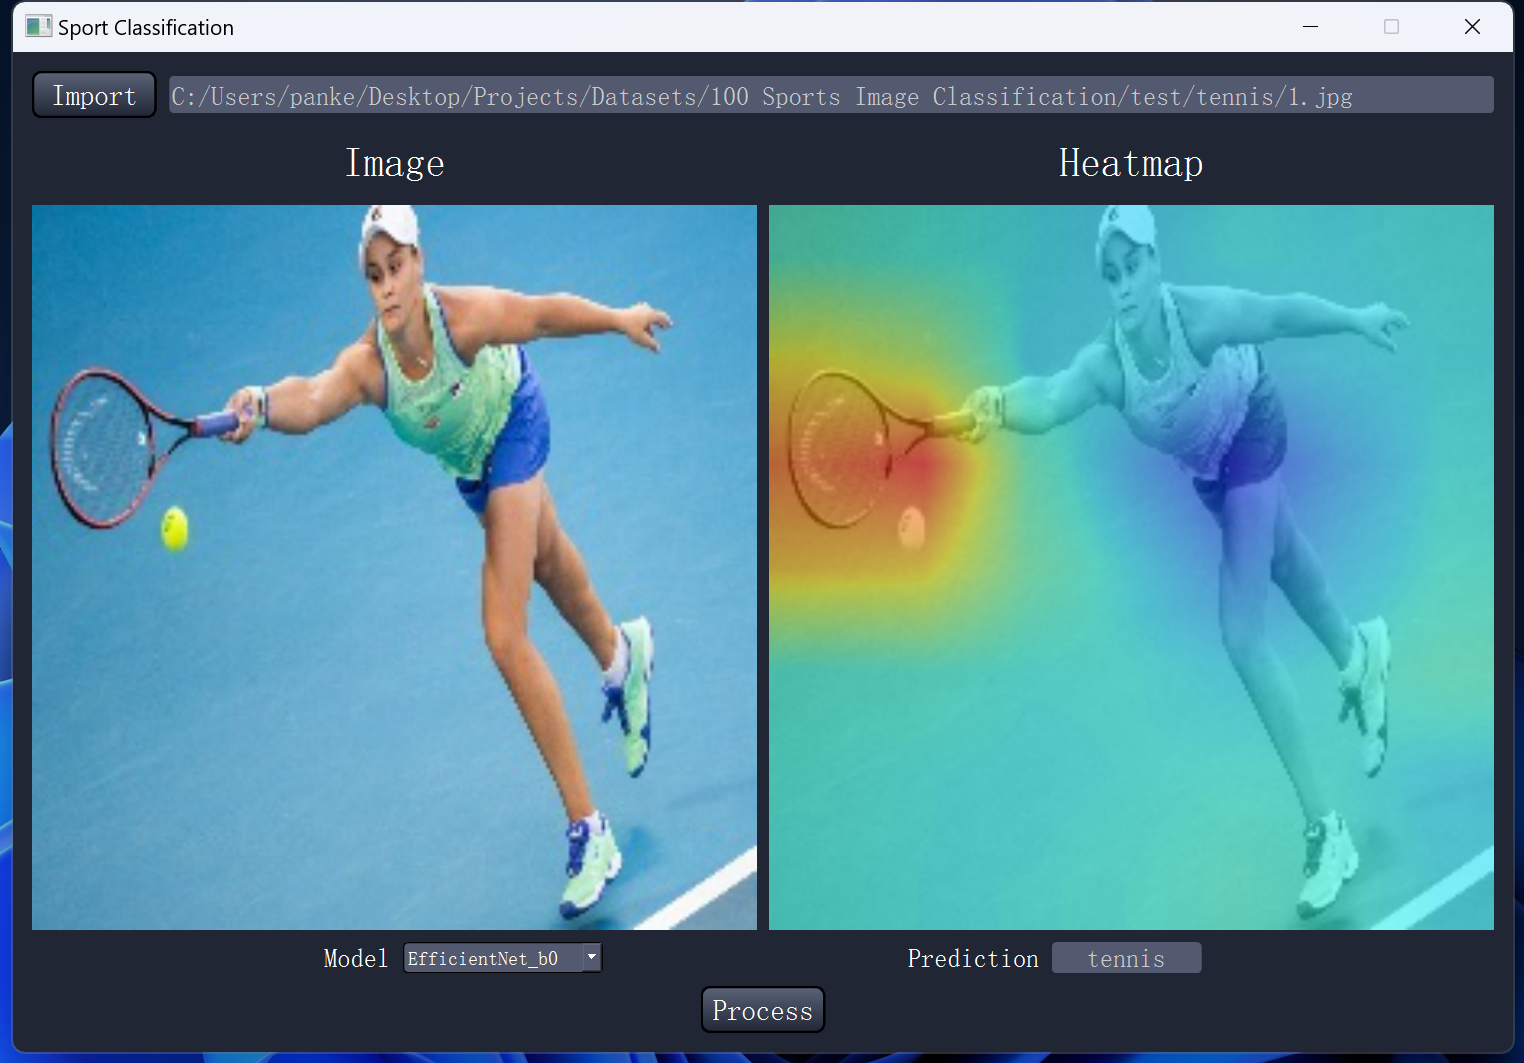 Sport Classification
Import C:/Users/panke/Desktop/Projects/Datasets/100 Sports Image Classification/test/tennis/1.jpg
Image Heatmap
Model EfficientNet_b0 Prediction tennis
Process